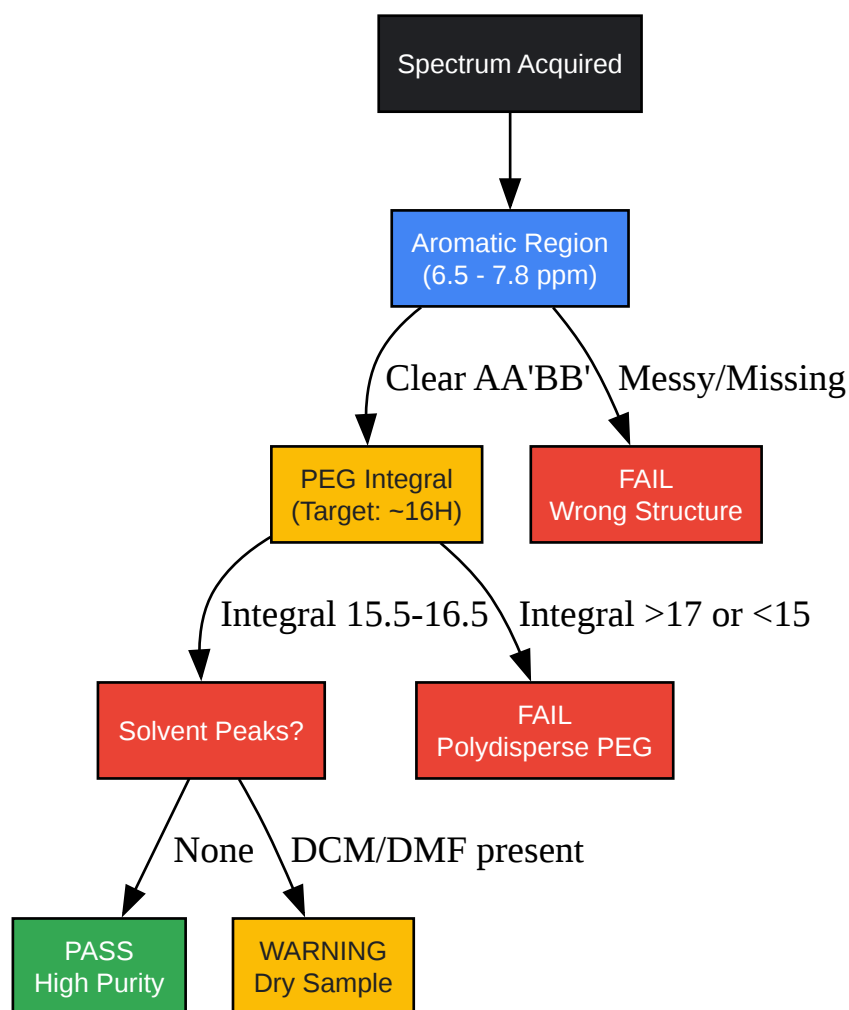 Spectrum Acquired
Aromatic Region
(6.5 - 7.8 ppm)
Clear AA'BB'
Messy/Missing
PEG Integral
(Target: ~16H)
FAIL
Wrong Structure
Integral 15.5-16.5
Integral >17 or <15
Solvent Peaks?
FAIL
Polydisperse PEG
None
DCM/DMF present
PASS
High Purity
WARNING
Dry Sample